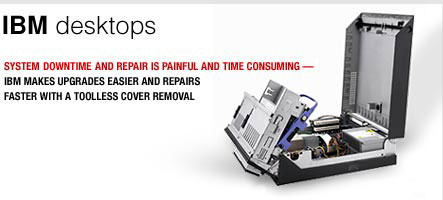 IBM desktops
SYSTEM DOWNTIME AND REPAIR IS PAINFUL AND TIME CONSUMING —
IBM MAKES UPGRADES EASIER AND REPAIRS
FASTER WITH A TOOLLESS COVER REMOVAL